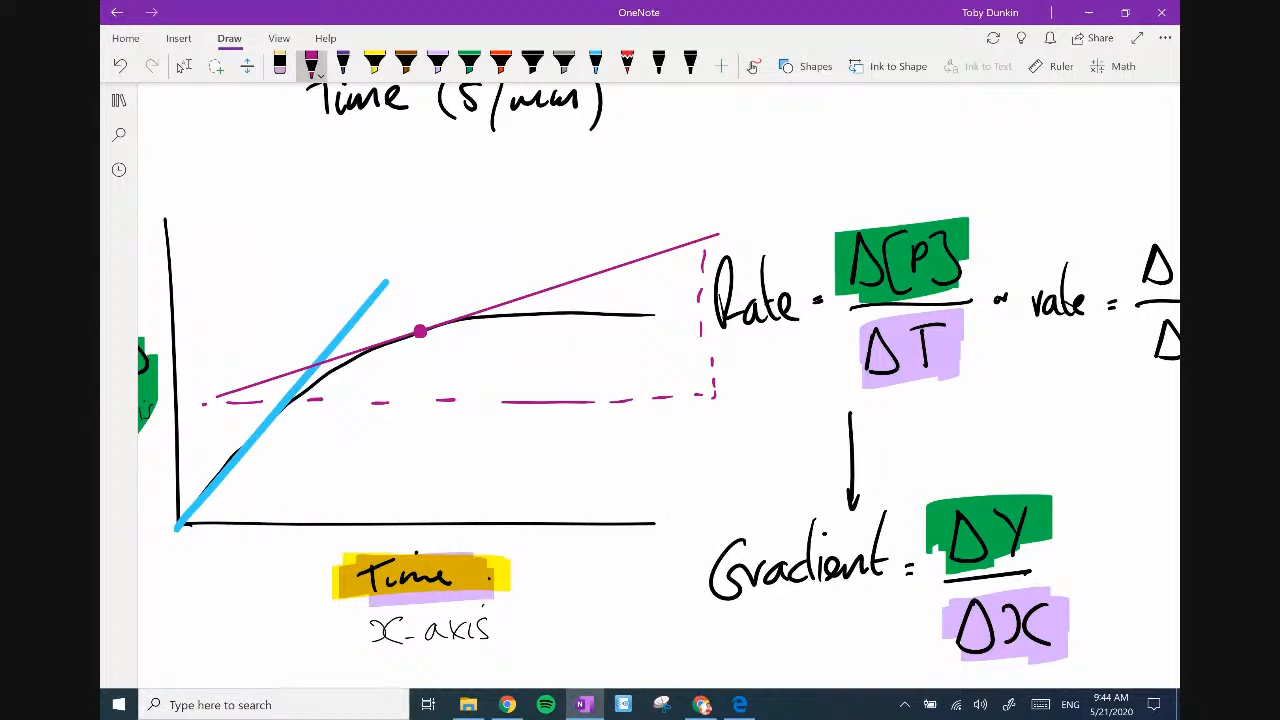 OneNote
Toby Dunkin
Home Insert Draw View Help
Share
Shapes Ink to Shape Ink to Text Ruler Math
Time (S/min)
Rate = Δ[P] / ΔT
rate = Δ / Δ
Gradient = ΔY / Δx
Time
x-axis
Type here to search
ENG
9:44 AM
5/21/2020